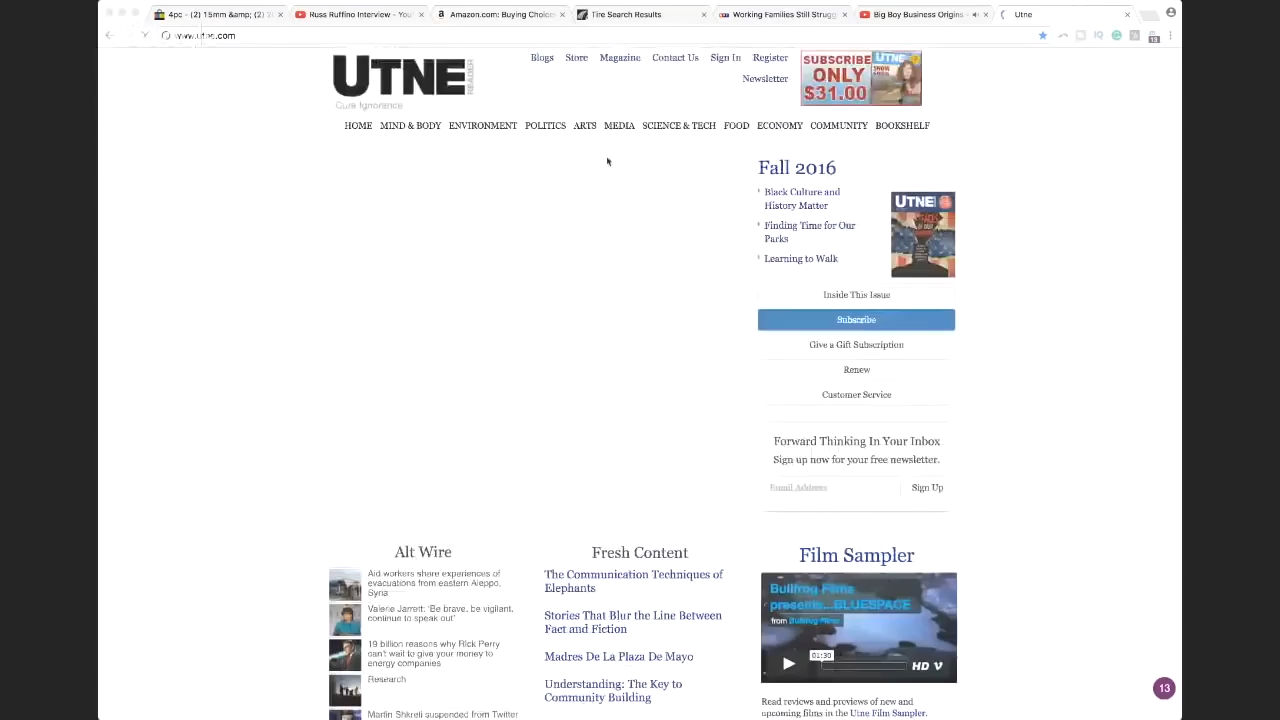 4pc - (2) 15mm &amp; (2) 2
Russ Ruffino Interview - You
Amazon.com: Buying Choice
Tire Search Results
Working Families Still Strugg
Big Boy Business Origins -
Utne
www.utne.com
13
UTNE
READER
Cure Ignorance
Blogs Store Magazine Contact Us Sign In Register
Newsletter
SUBSCRIBE
ONLY
$31.00
UTNE
HOME MIND & BODY ENVIRONMENT POLITICS ARTS MEDIA SCIENCE & TECH FOOD ECONOMY COMMUNITY BOOKSHELF
Fall 2016
Black Culture and
History Matter
Finding Time for Our
Parks
Learning to Walk
UTNE
Inside This Issue
Subscribe
Give a Gift Subscription
Renew
Customer Service
Forward Thinking In Your Inbox
Sign up now for your free newsletter.
Email Address
Sign Up
Alt Wire
Aid workers share experiences of
evacuations from eastern Aleppo,
Syria
Valerie Jarrett: 'Be brave, be vigilant,
continue to speak out'
19 billion reasons why Rick Perry
can't wait to give your money to
energy companies
Research
Martin Shkreli suspended from Twitter
Fresh Content
The Communication Techniques of
Elephants
Stories That Blur the Line Between
Fact and Fiction
Madres De La Plaza De Mayo
Understanding: The Key to
Community Building
Film Sampler
Bullfrog Films
presents...BLUESPACE
from Bullfrog Films
01:30
HD
Read reviews and previews of new and
upcoming films in the Utne Film Sampler.
13